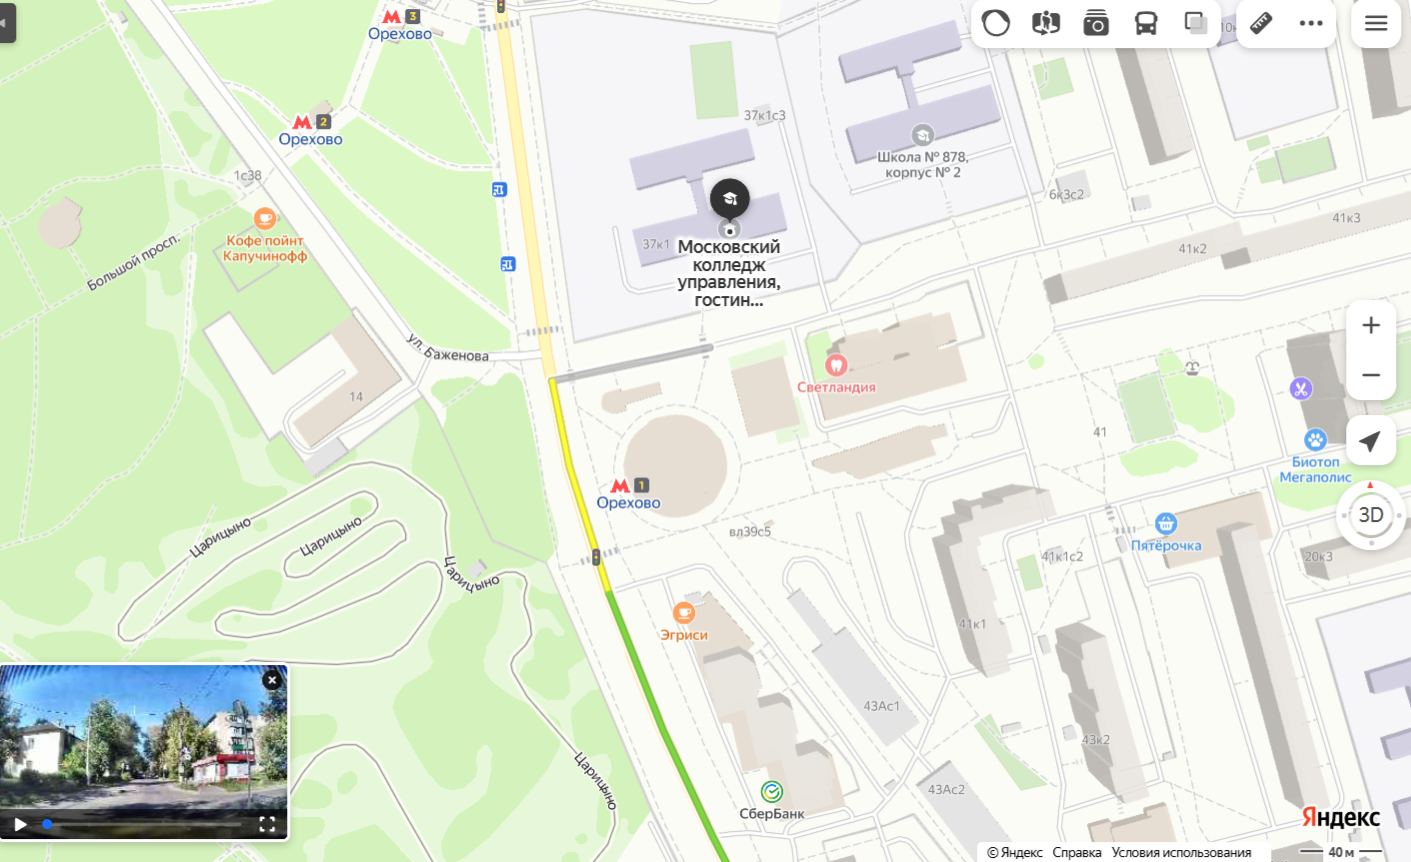 3
Орехово
2
Орехово
1с38
Кофе пойнт
Капучинофф
Большой просп.
ул. Баженова
14
37к1с3
37к1
Московский
колледж
управления,
гостин...
Школа № 878,
корпус № 2
6к3с2
41к3
41к2
Светландия
41
Биотоп
Мегаполис
3D
1
Орехово
вл39с5
Пятёрочка
41к1с2
20к3
Царицыно
Царицыно
Царицыно
Эгриси
41к1
43Ас1
43к2
Царицыно
43Ас2
СберБанк
Яндекс
© Яндекс Справка Условия использования
40 м